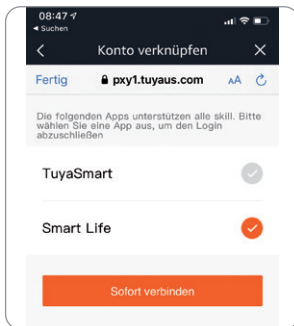 08:47
Suchen
Konto verknüpfen
Fertig pxy1.tuyaus.com AA
Die folgenden Apps unterstützen alle skill. Bitte
wählen Sie eine App aus, um den Login
abzuschließen
TuyaSmart
Smart Life
Sofort verbinden